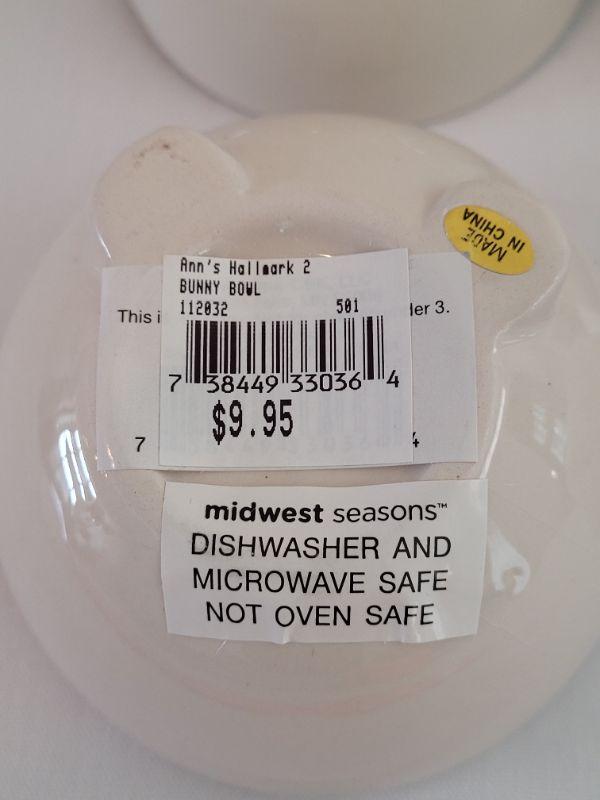 MADE
IN CHINA
Ann's Hallmark 2
BUNNY BOWL
112032 501
This i
der 3.
7 38449 33036 4
$9.95
7 4
midwest seasons™
DISHWASHER AND
MICROWAVE SAFE
NOT OVEN SAFE